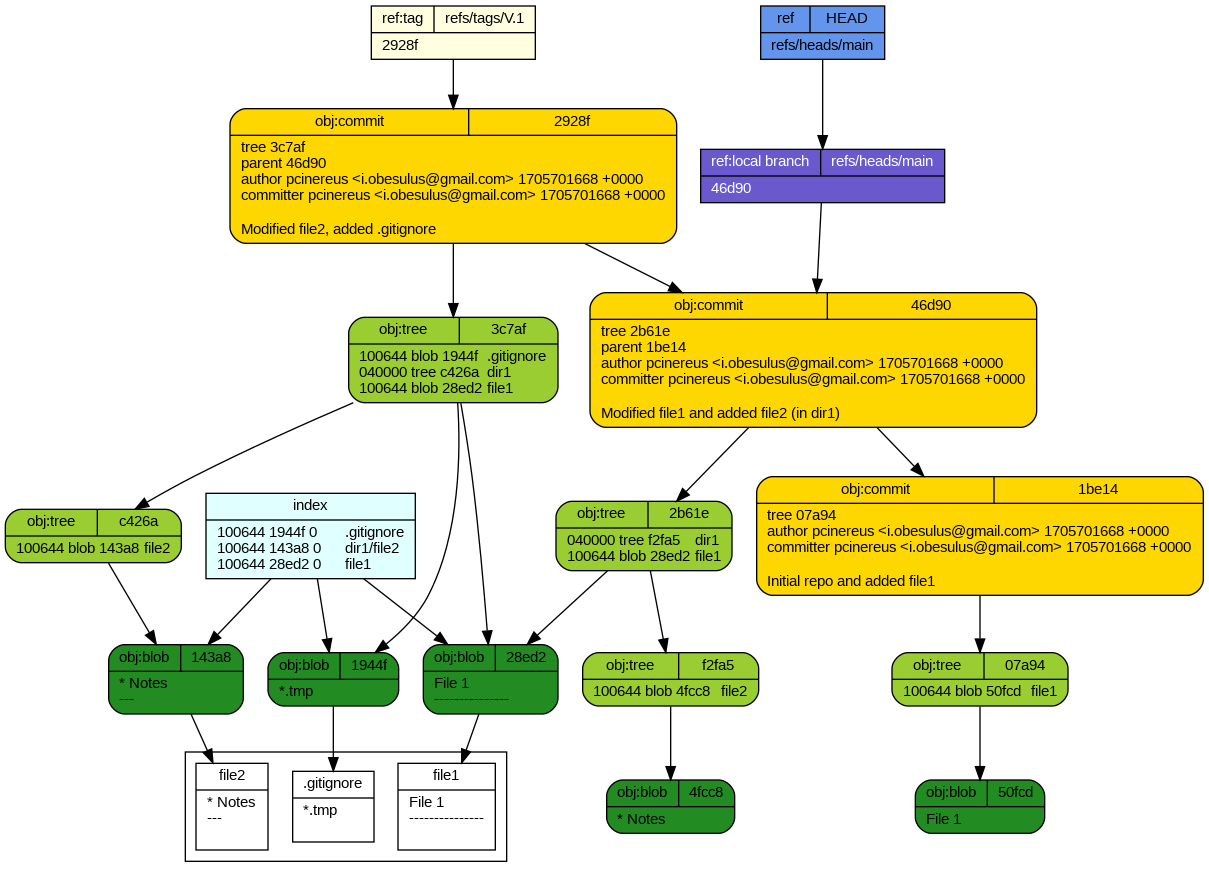 ref:tag refs/tags/V.1
2928f
ref HEAD
refs/heads/main
obj:commit 2928f
tree 3c7af
parent 46d90
author pcinereus <i.obesulus@gmail.com> 1705701668 +0000
committer pcinereus <i.obesulus@gmail.com> 1705701668 +0000
Modified file2, added .gitignore
ref:local branch refs/heads/main
46d90
obj:commit 46d90
tree 2b61e
parent 1be14
author pcinereus <i.obesulus@gmail.com> 1705701668 +0000
committer pcinereus <i.obesulus@gmail.com> 1705701668 +0000
Modified file1 and added file2 (in dir1)
obj:tree 3c7af
100644 blob 1944f .gitignore
040000 tree c426a dir1
100644 blob 28ed2 file1
obj:tree c426a
100644 blob 143a8 file2
index
100644 1944f 0 .gitignore
100644 143a8 0 dir1/file2
100644 28ed2 0 file1
obj:tree 2b61e
040000 tree f2fa5 dir1
100644 blob 28ed2 file1
obj:commit 1be14
tree 07a94
author pcinereus <i.obesulus@gmail.com> 1705701668 +0000
committer pcinereus <i.obesulus@gmail.com> 1705701668 +0000
Initial repo and added file1
obj:blob 143a8
* Notes
---
obj:blob 1944f
*.tmp
obj:blob 28ed2
File 1
---------------
obj:tree f2fa5
100644 blob 4fcc8 file2
obj:tree 07a94
100644 blob 50fcd file1
file2
* Notes
---
.gitignore
*.tmp
file1
File 1
---------------
obj:blob 4fcc8
* Notes
obj:blob 50fcd
File 1